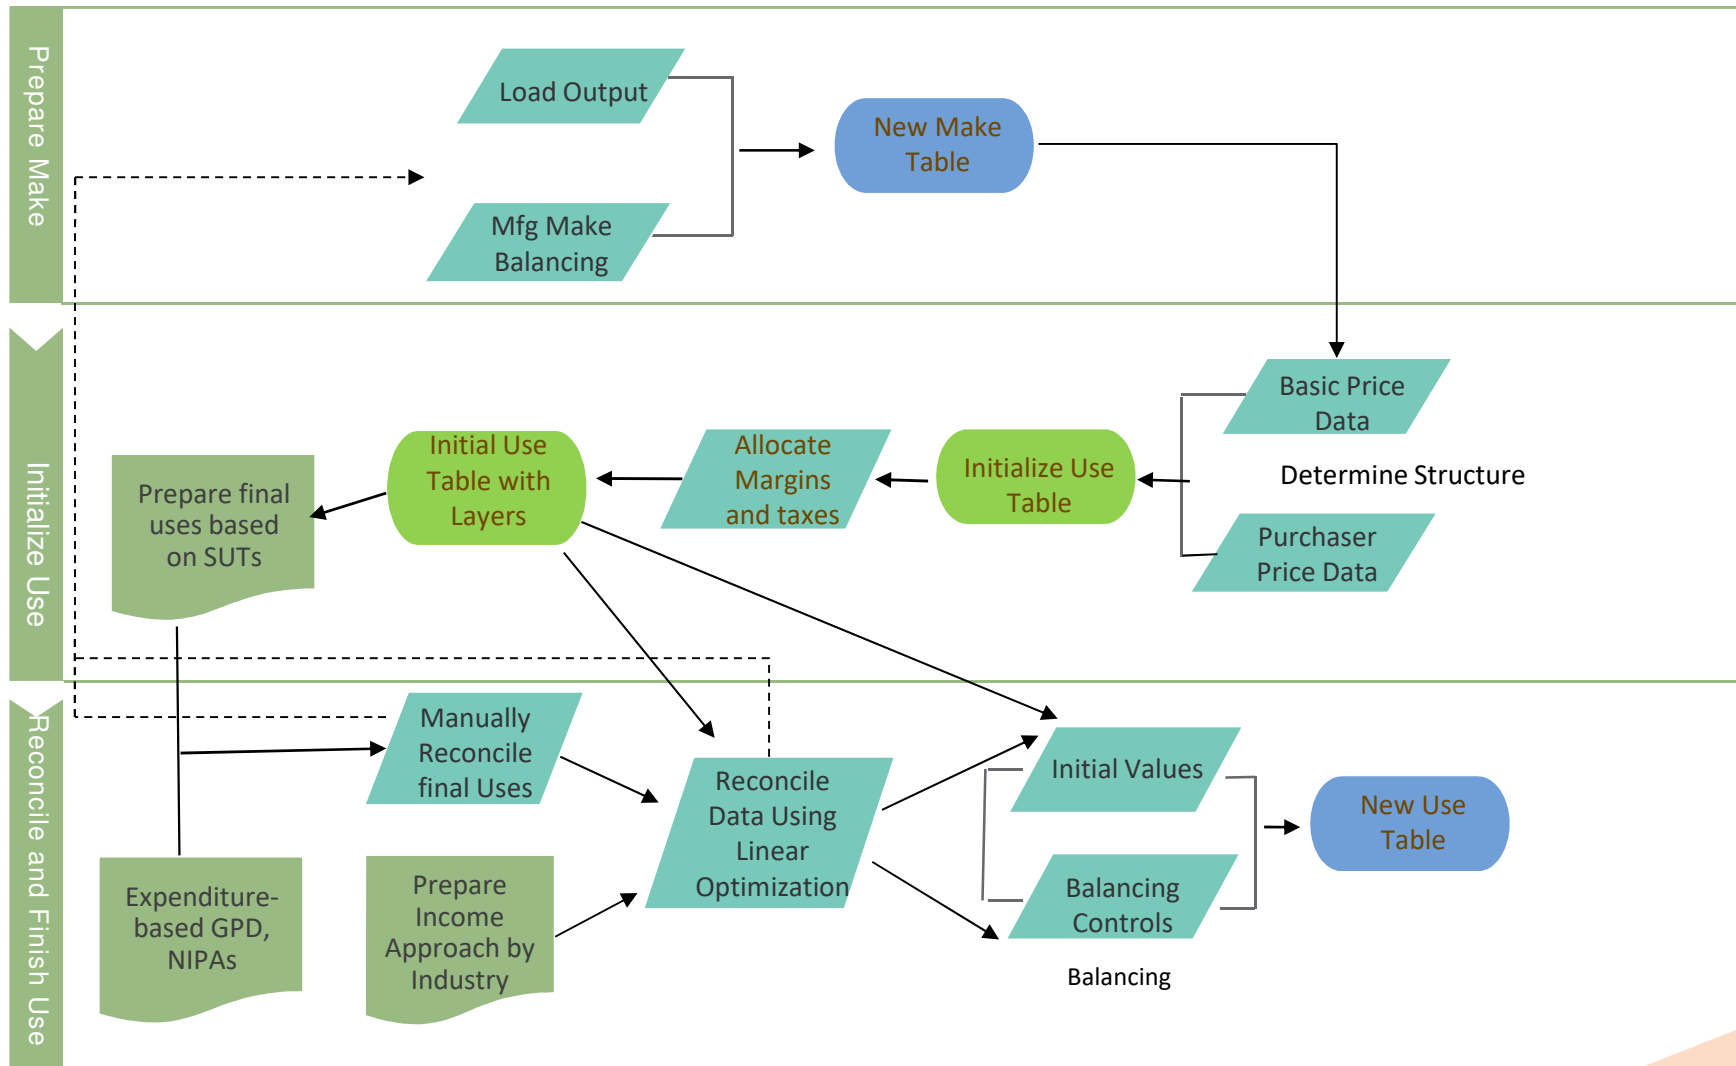 Prepare Make
Load Output
New Make
Table
Mfg Make
Balancing
Initialize Use
Basic Price
Data
Determine Structure
Purchaser
Price Data
Initialize Use
Table
Allocate
Margins
and taxes
Initial Use
Table with
Layers
Prepare final
uses based
on SUTs
Reconcile and Finish Use
Manually
Reconcile
final Uses
Reconcile
Data Using
Linear
Optimization
Initial Values
New Use
Table
Expenditure-
based GPD,
NIPAs
Prepare
Income
Approach by
Industry
Balancing
Controls
Balancing